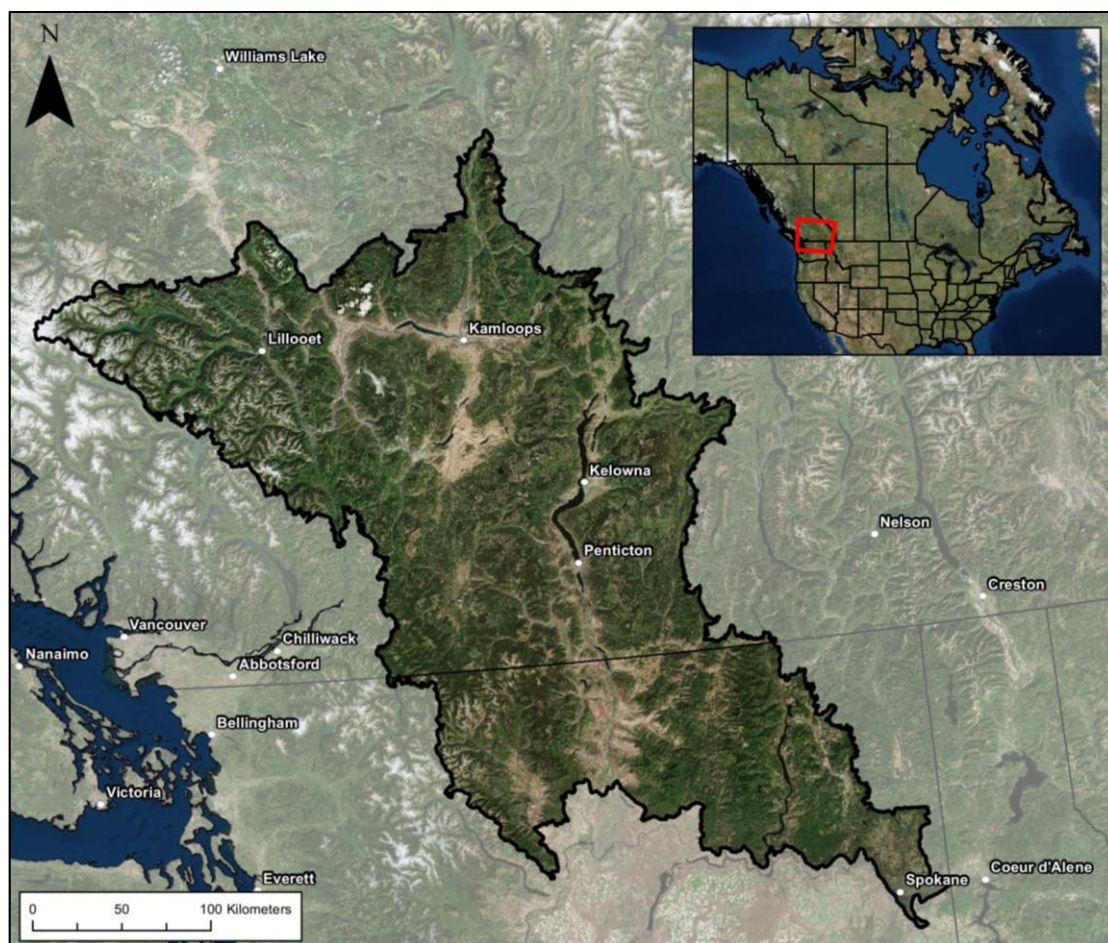 N
Williams Lake
Lillooet
Kamloops
Kelowna
Nelson
Penticton
Creston
Vancouver
Chilliwack
Nanaimo
Abbotsford
Bellingham
Victoria
Everett
Coeur d'Alene
Spokane
0 50 100 Kilometers